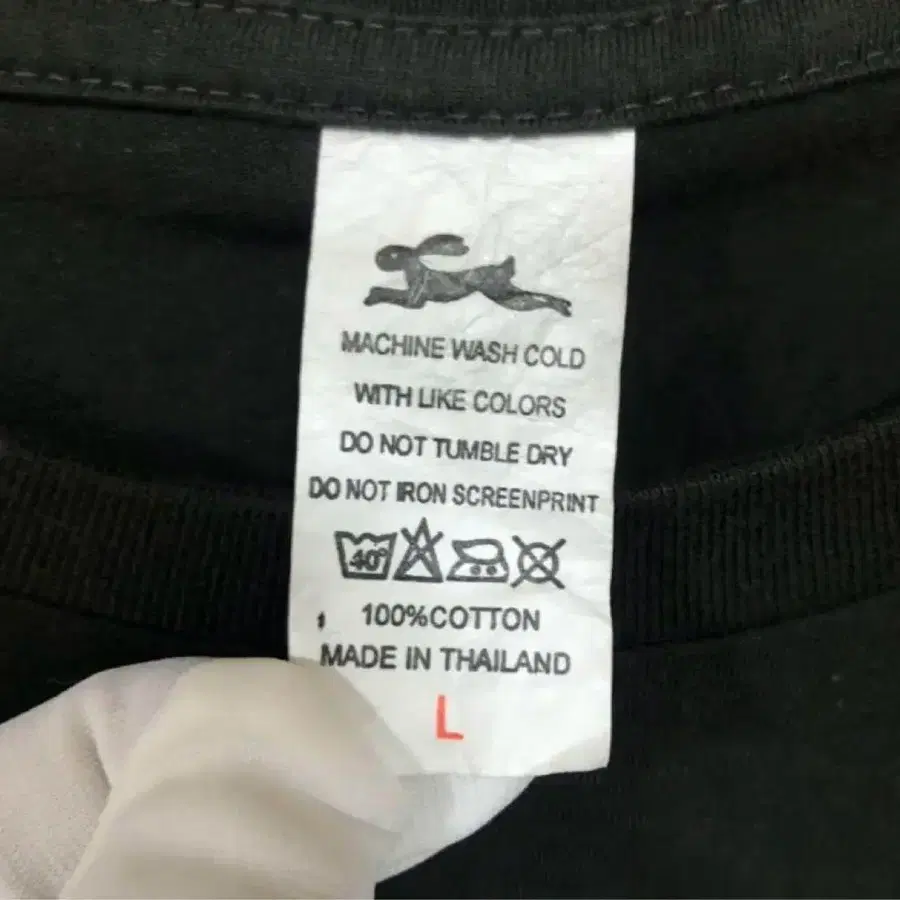 MACHINE WASH COLD
WITH LIKE COLORS
DO NOT TUMBLE DRY
DO NOT IRON SCREENPRINT
40°
100%COTTON
MADE IN THAILAND
L